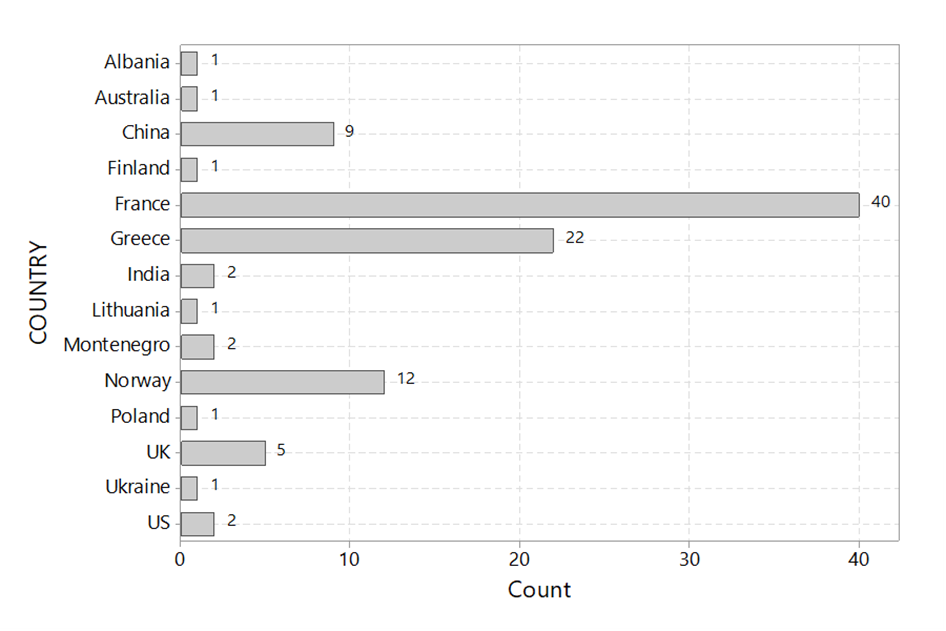 Albania 1
Australia 1
China 9
Finland 1
France 40
Greece 22
India 2
Lithuania 1
Montenegro 2
Norway 12
Poland 1
UK 5
Ukraine 1
US 2
COUNTRY
0 10 20 30 40
Count